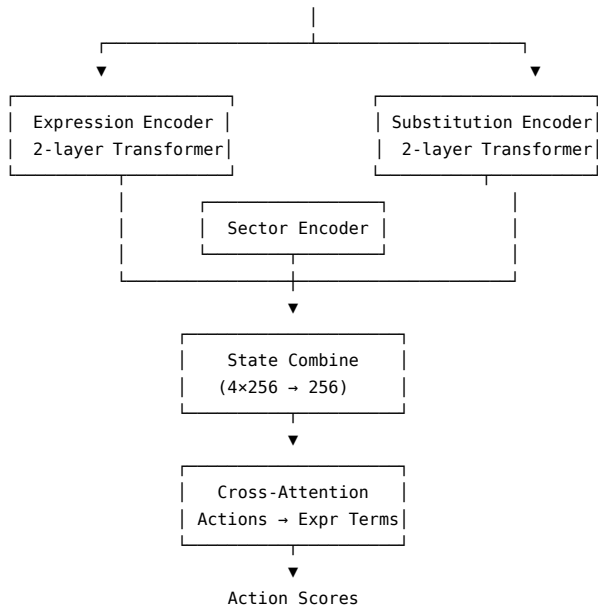 Expression Encoder
Substitution Encoder
2-layer Transformer
2-layer Transformer
Sector Encoder
State Combine
(4×256 → 256)
Cross-Attention
Actions → Expr Terms
Action Scores